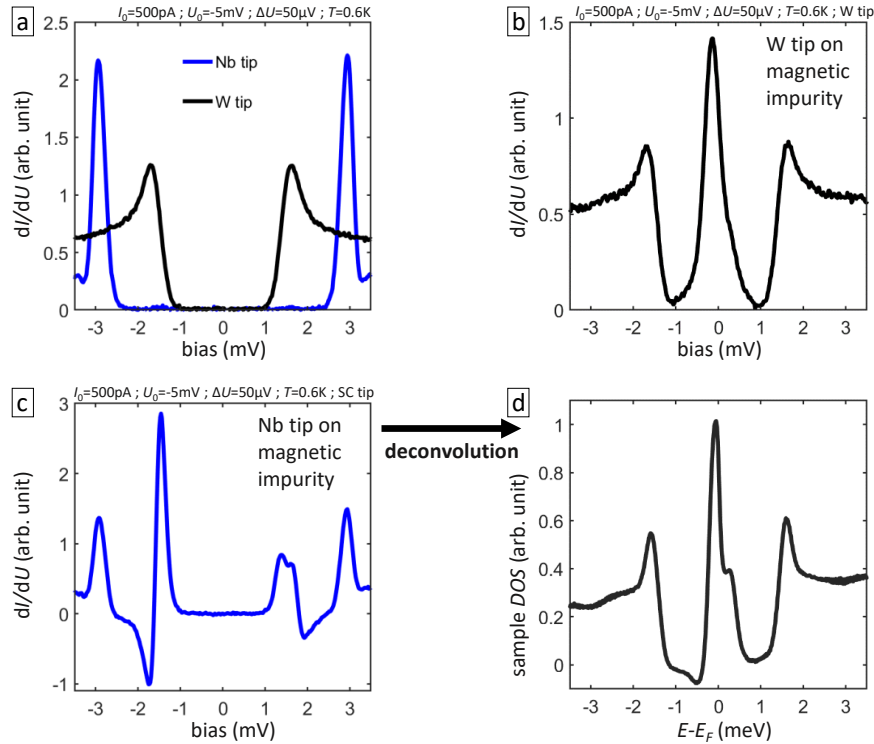 a
I₀=500pA ; U₀=-5mV ; ΔU=50μV ; T=0.6K
2.5
2
1.5
1
0.5
0
dI/dU (arb. unit)
Nb tip
W tip
-3 -2 -1 0 1 2 3
bias (mV)
b
I₀=500pA ; U₀=-5mV ; ΔU=50μV ; T=0.6K ; W tip
1.5
1
0.5
0
dI/dU (arb. unit)
W tip on
magnetic
impurity
-3 -2 -1 0 1 2 3
bias (mV)
c
I₀=500pA ; U₀=-5mV ; ΔU=50μV ; T=0.6K ; SC tip
3
2
1
0
-1
dI/dU (arb. unit)
Nb tip on
magnetic
impurity
-3 -2 -1 0 1 2 3
bias (mV)
deconvolution
d
1
0.8
0.6
0.4
0.2
0
sample DOS (arb. unit)
-3 -2 -1 0 1 2 3
E-E_F (meV)